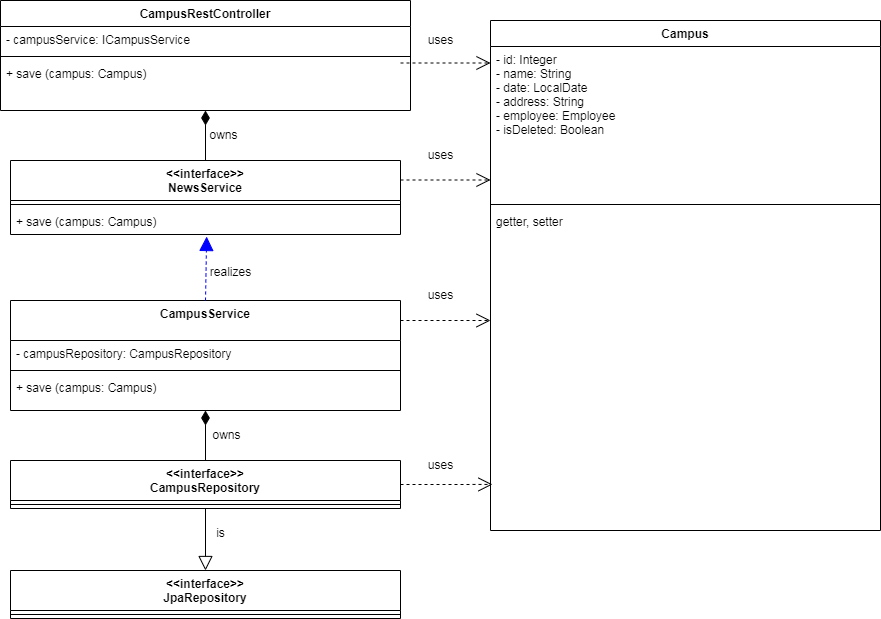 CampusRestController
- campusService: ICampusService
+ save (campus: Campus)
owns
<<interface>>
NewsService
+ save (campus: Campus)
realizes
CampusService
- campusRepository: CampusRepository
+ save (campus: Campus)
owns
<<interface>>
CampusRepository
is
<<interface>>
JpaRepository
uses
uses
uses
uses
Campus
- id: Integer
- name: String
- date: LocalDate
- address: String
- employee: Employee
- isDeleted: Boolean
getter, setter